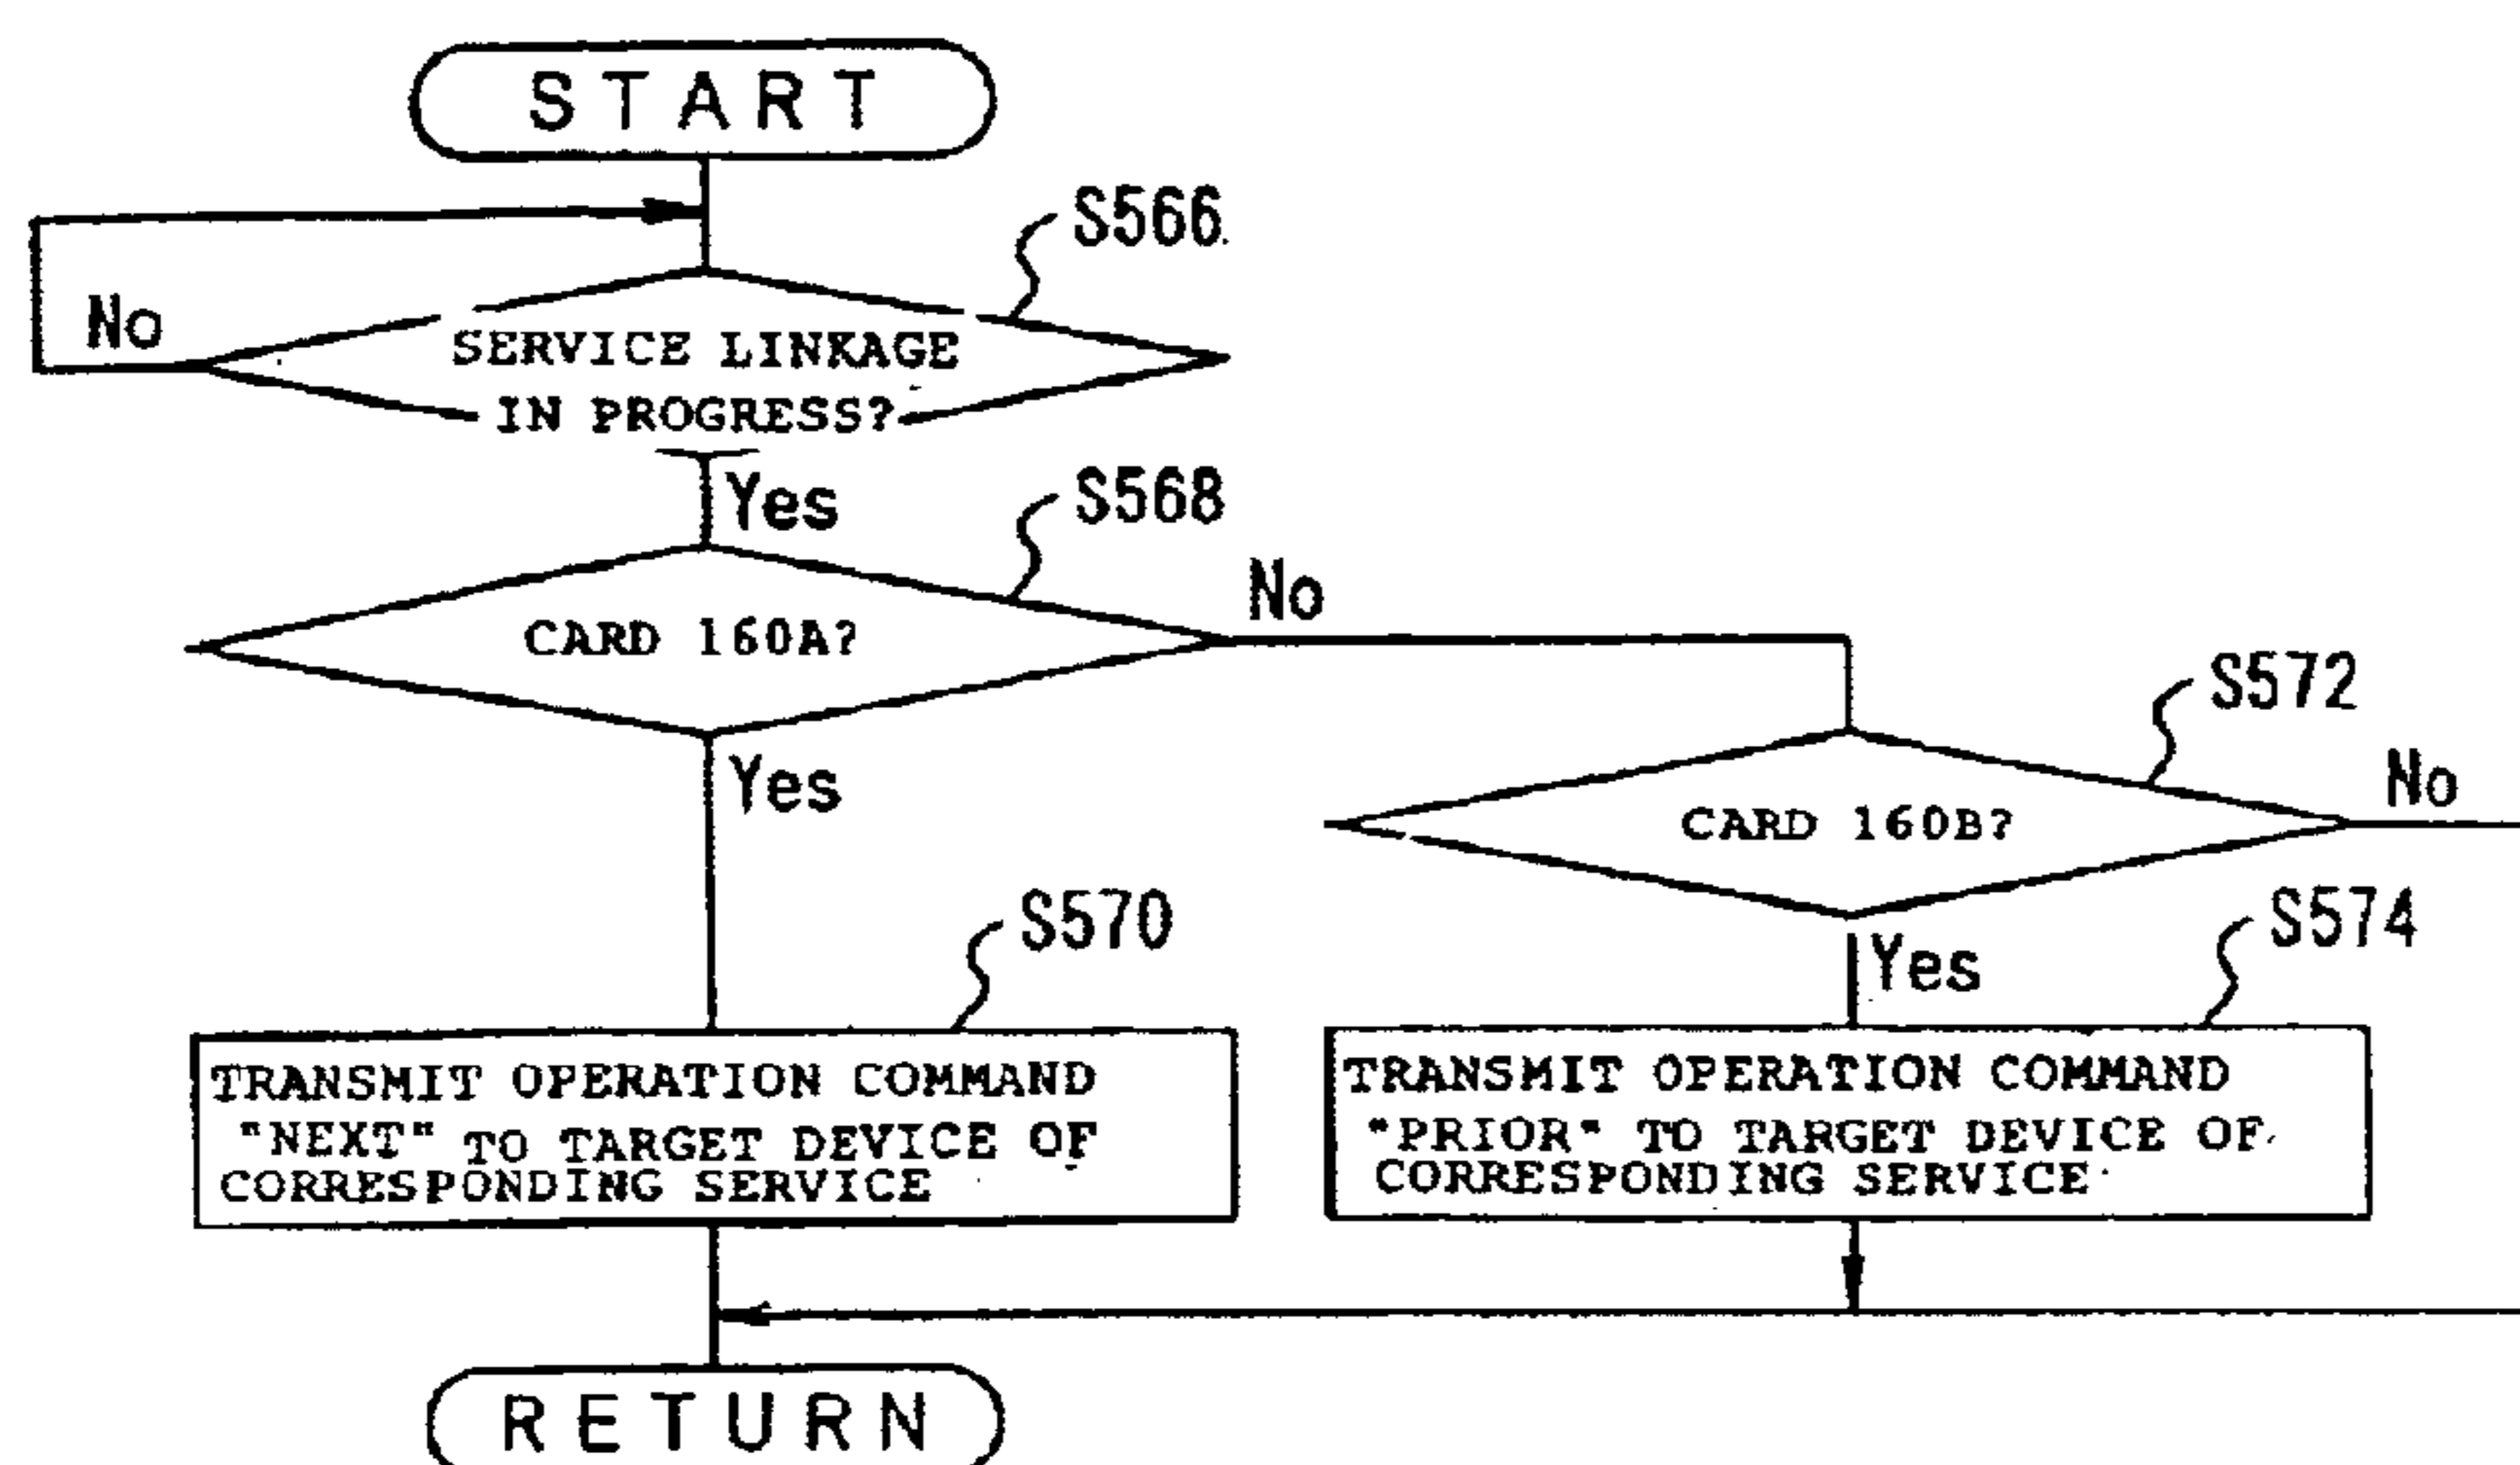 START
S566
No
SERVICE LINKAGE
IN PROGRESS?
Yes
S568
No
CARD 160A?
S572
Yes
No
CARD 160B?
S570
S574
Yes
TRANSMIT OPERATION COMMAND
"NEXT" TO TARGET DEVICE OF
CORRESPONDING SERVICE
TRANSMIT OPERATION COMMAND
"PRIOR" TO TARGET DEVICE OF
CORRESPONDING SERVICE
RETURN